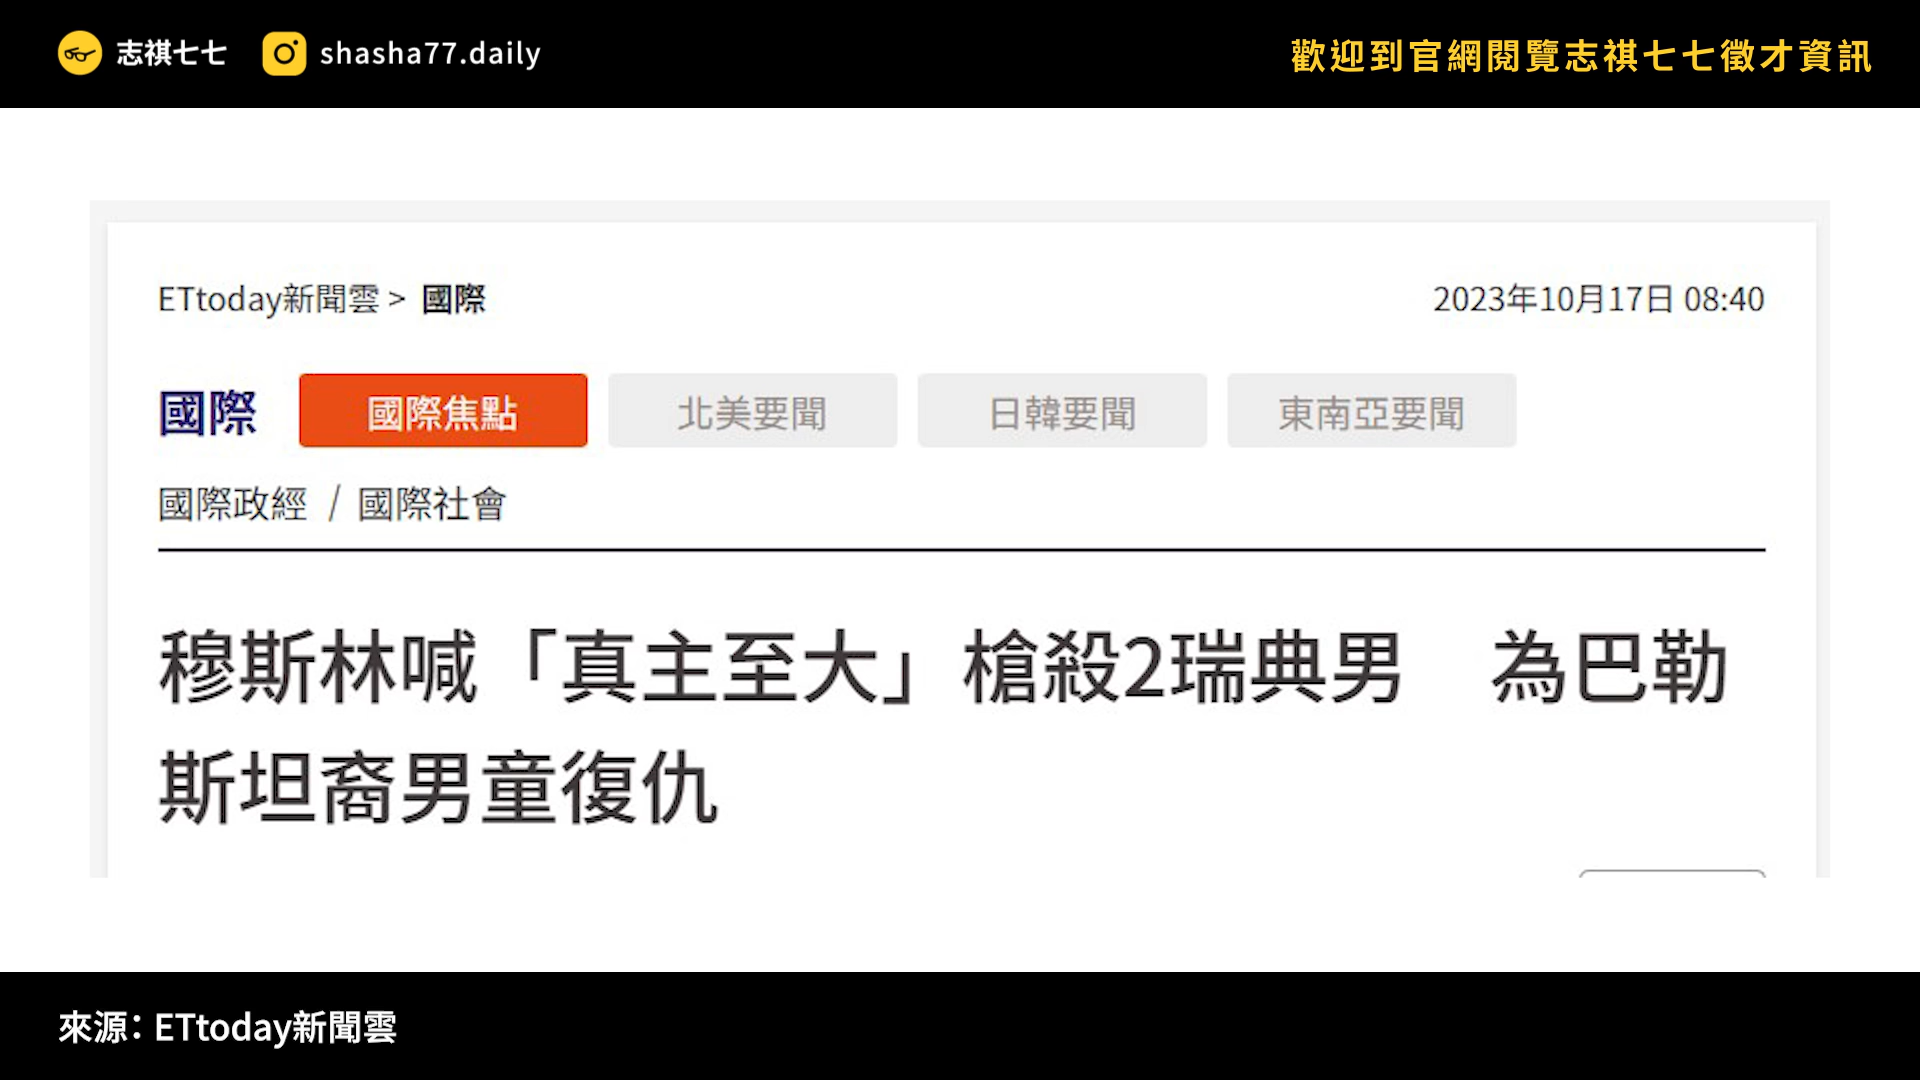 志祺七七 shasha77.daily 歡迎到官網閱覽志祺七七徵才資訊
ETtoday新聞雲 > 國際 2023年10月17日 08:40
國際 國際焦點 北美要聞 日韓要聞 東南亞要聞
國際政經 / 國際社會
穆斯林喊「真主至大」槍殺2瑞典男　為巴勒
斯坦裔男童復仇
來源：ETtoday新聞雲